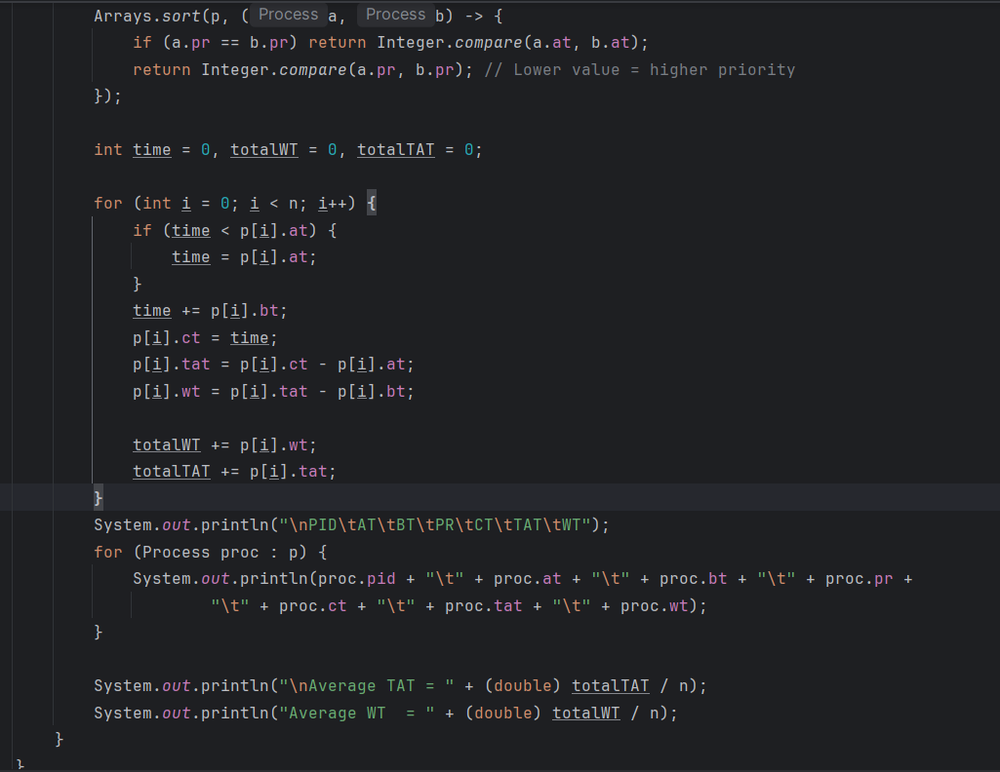 Arrays.sort(p, (Process a, Process b) -> {
if (a.pr == b.pr) return Integer.compare(a.at, b.at);
return Integer.compare(a.pr, b.pr); // Lower value = higher priority
});
int time = 0, totalWT = 0, totalTAT = 0;
for (int i = 0; i < n; i++) {
if (time < p[i].at) {
time = p[i].at;
}
time += p[i].bt;
p[i].ct = time;
p[i].tat = p[i].ct - p[i].at;
p[i].wt = p[i].tat - p[i].bt;
totalWT += p[i].wt;
totalTAT += p[i].tat;
}
System.out.println("\nPID\tAT\tBT\tPR\tCT\tTAT\tWT");
for (Process proc : p) {
System.out.println(proc.pid + "\t" + proc.at + "\t" + proc.bt + "\t" + proc.pr +
"\t" + proc.ct + "\t" + proc.tat + "\t" + proc.wt);
}
System.out.println("\nAverage TAT = " + (double) totalTAT / n);
System.out.println("Average WT  = " + (double) totalWT / n);
}
}